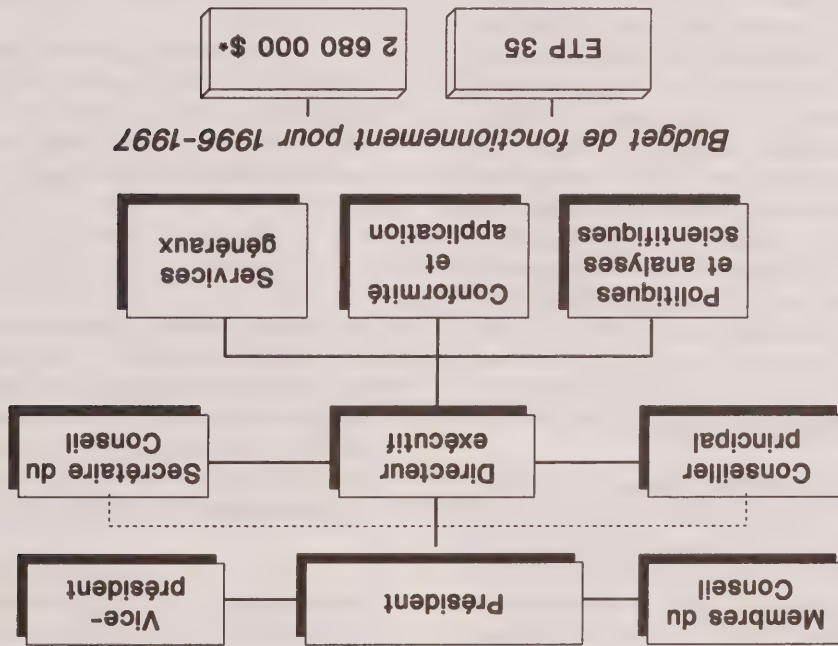 Membres du
Conseil
Président
Vice-
président
Conseiller
principal
Directeur
exécutif
Secrétaire du
Conseil
Politiques
et analyses
scientifiques
Conformité
et
application
Services
généraux
Budget de fonctionnement pour 1996-1997
ETP 35
2 680 000 $*